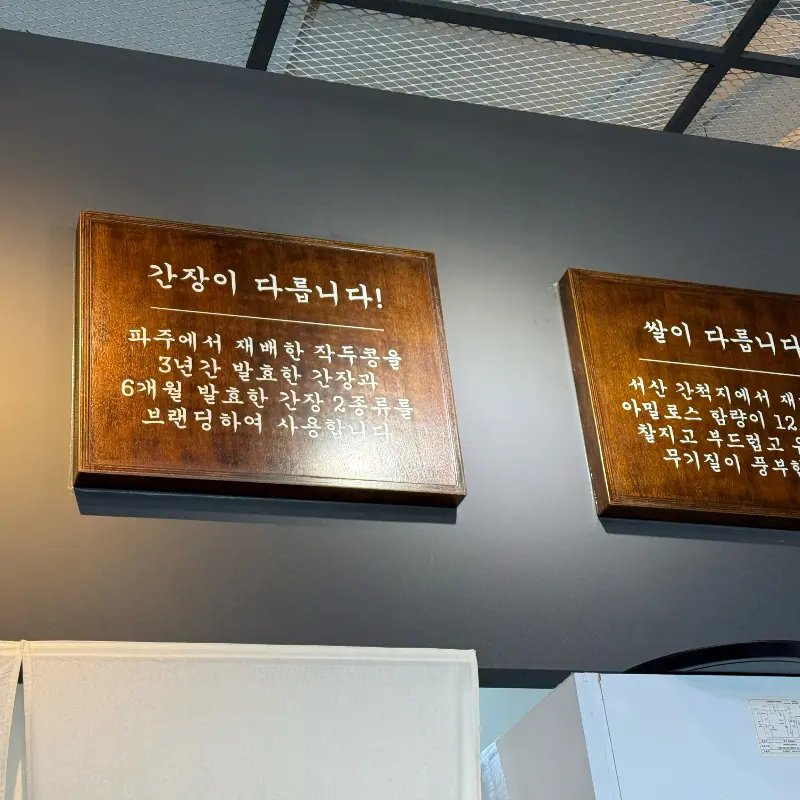 간장이 다릅니다!
파주에서 재배한 작두콩을
3년간 발효한 간장과
6개월 발효한 간장 2종류를
브랜딩하여 사용합니다
쌀이 다릅니다
서산 간척지에서
아밀로스 함량이 12
찰지고 부드럽고
무기질이